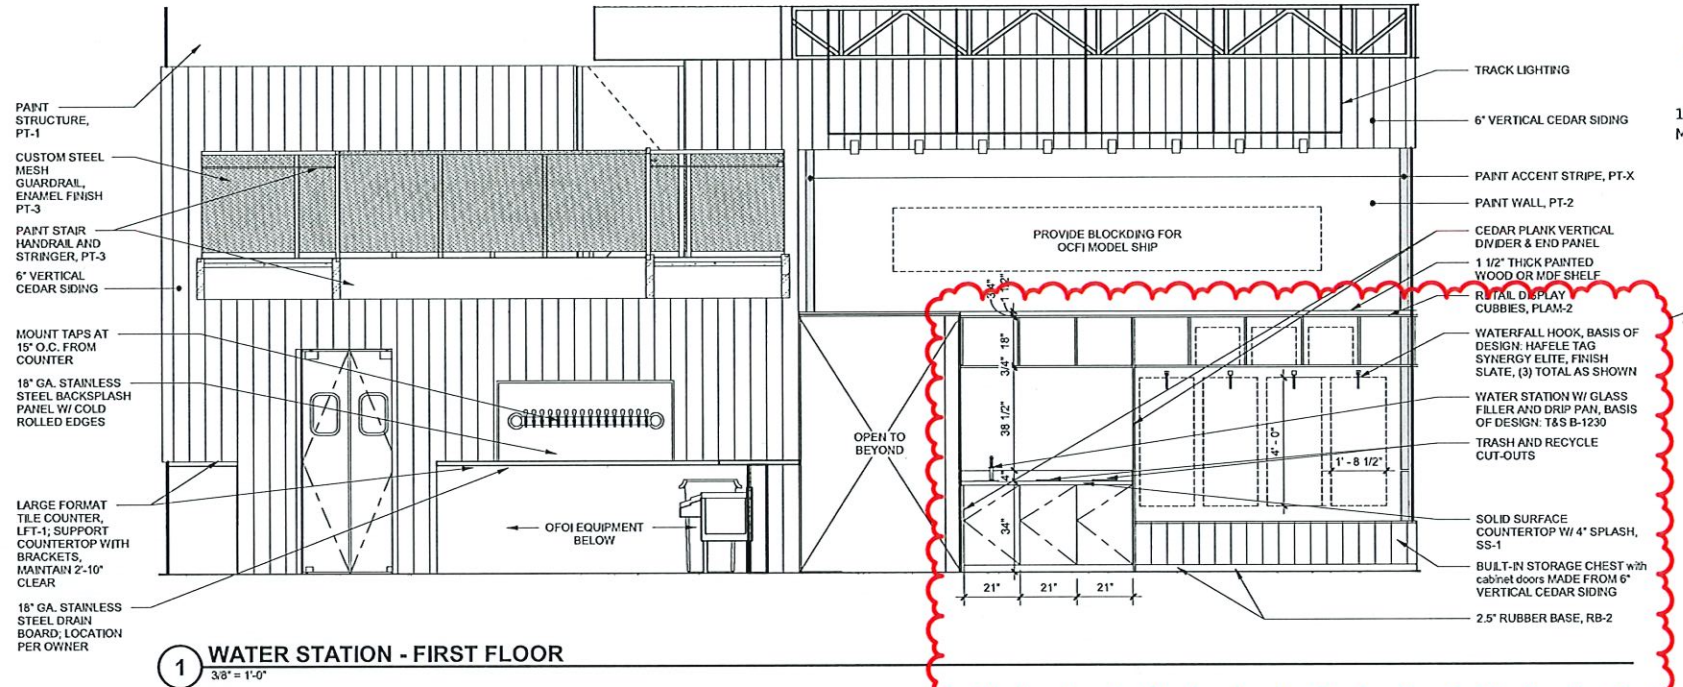 PAINT
STRUCTURE,
PT-1
CUSTOM STEEL
MESH
GUARDRAIL,
ENAMEL FINISH
PT-3
PAINT STAIR
HANDRAIL AND
STRINGER, PT-3
6" VERTICAL
CEDAR SIDING
MOUNT TAPS AT
15" O.C. FROM
COUNTER
18" GA. STAINLESS
STEEL BACKSPLASH
PANEL W/ COLD
ROLLED EDGES
LARGE FORMAT
TILE COUNTER,
LFT-1; SUPPORT
COUNTERTOP WITH
BRACKETS,
MAINTAIN 2'-10"
CLEAR
18" GA. STAINLESS
STEEL DRAIN
BOARD; LOCATION
PER OWNER
OFOI EQUIPMENT
BELOW
OPEN TO
BEYOND
PROVIDE BLOCKDING FOR
OCFI MODEL SHIP
3/4"
1 1/2"
18"
3/4"
38 1/2"
4"
34"
21"
21"
21"
4' - 0"
1' - 8 1/2"
TRACK LIGHTING
6" VERTICAL CEDAR SIDING
PAINT ACCENT STRIPE, PT-X
PAINT WALL, PT-2
CEDAR PLANK VERTICAL
DIVIDER & END PANEL
1 1/2" THICK PAINTED
WOOD OR MDF SHELF
RETAIL DISPLAY
CUBBIES, PLAM-2
WATERFALL HOOK, BASIS OF
DESIGN: HAFELE TAG
SYNERGY ELITE, FINISH
SLATE, (3) TOTAL AS SHOWN
WATER STATION W/ GLASS
FILLER AND DRIP PAN, BASIS
OF DESIGN: T&S B-1230
TRASH AND RECYCLE
CUT-OUTS
SOLID SURFACE
COUNTERTOP W/ 4" SPLASH,
SS-1
BUILT-IN STORAGE CHEST with
cabinet doors MADE FROM 6"
VERTICAL CEDAR SIDING
2.5" RUBBER BASE, RB-2
1
M
1 WATER STATION - FIRST FLOOR
3/8" = 1'-0"